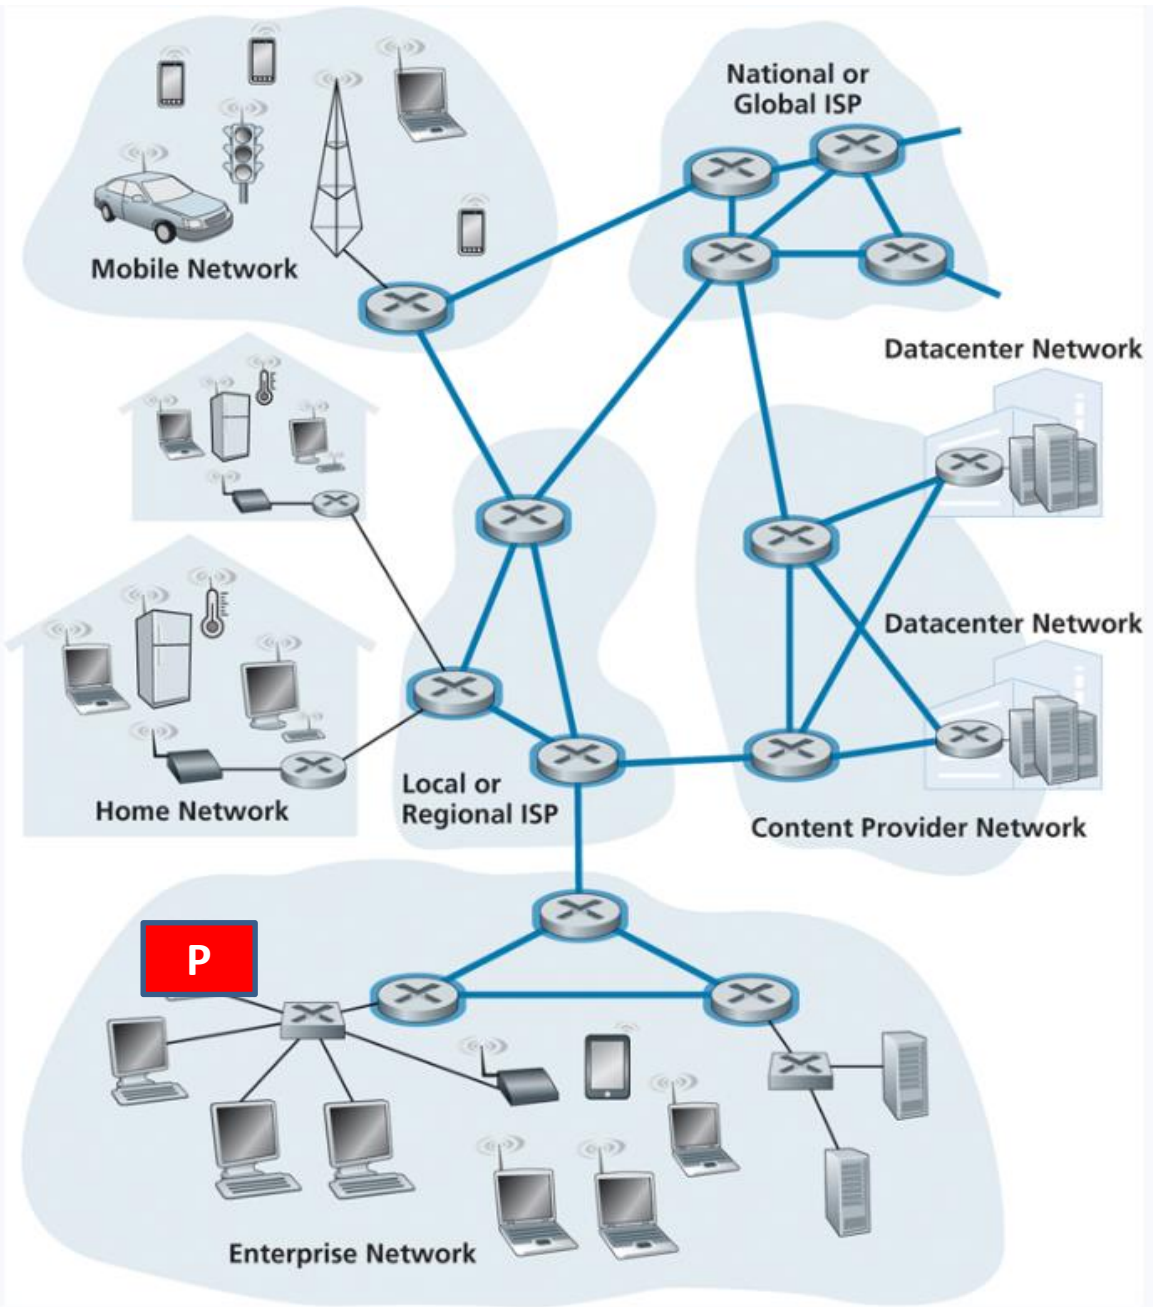 National or
Global ISP
Mobile Network
Datacenter Network
Datacenter Network
Home Network
Local or
Regional ISP
Content Provider Network
P
Enterprise Network